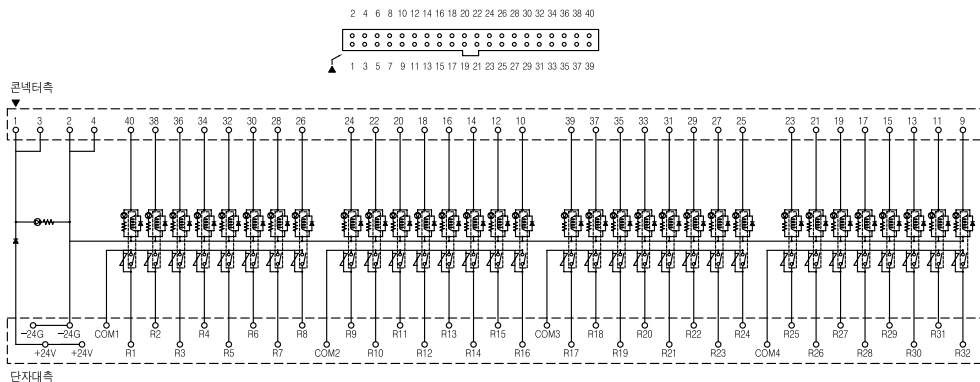 2 4 6 8 10 12 14 16 18 20 22 24 26 28 30 32 34 36 38 40
1 3 5 7 9 11 13 15 17 19 21 23 25 27 29 31 33 35 37 39
콘넥터측
1 3 2 4 40 38 36 34 32 30 28 26 24 22 20 18 16 14 12 10 39 37 35 33 31 29 27 25 23 21 19 17 15 13 11 9
-24G -24G COM1 R2 R4 R6 R8 R9 R11 R13 R15 COM3 R18 R20 R22 R24 R25 R27 R29 R31
+24V +24V R1 R3 R5 R7 COM2 R10 R12 R14 R16 R17 R19 R21 R23 COM4 R26 R28 R30 R32
단자대측